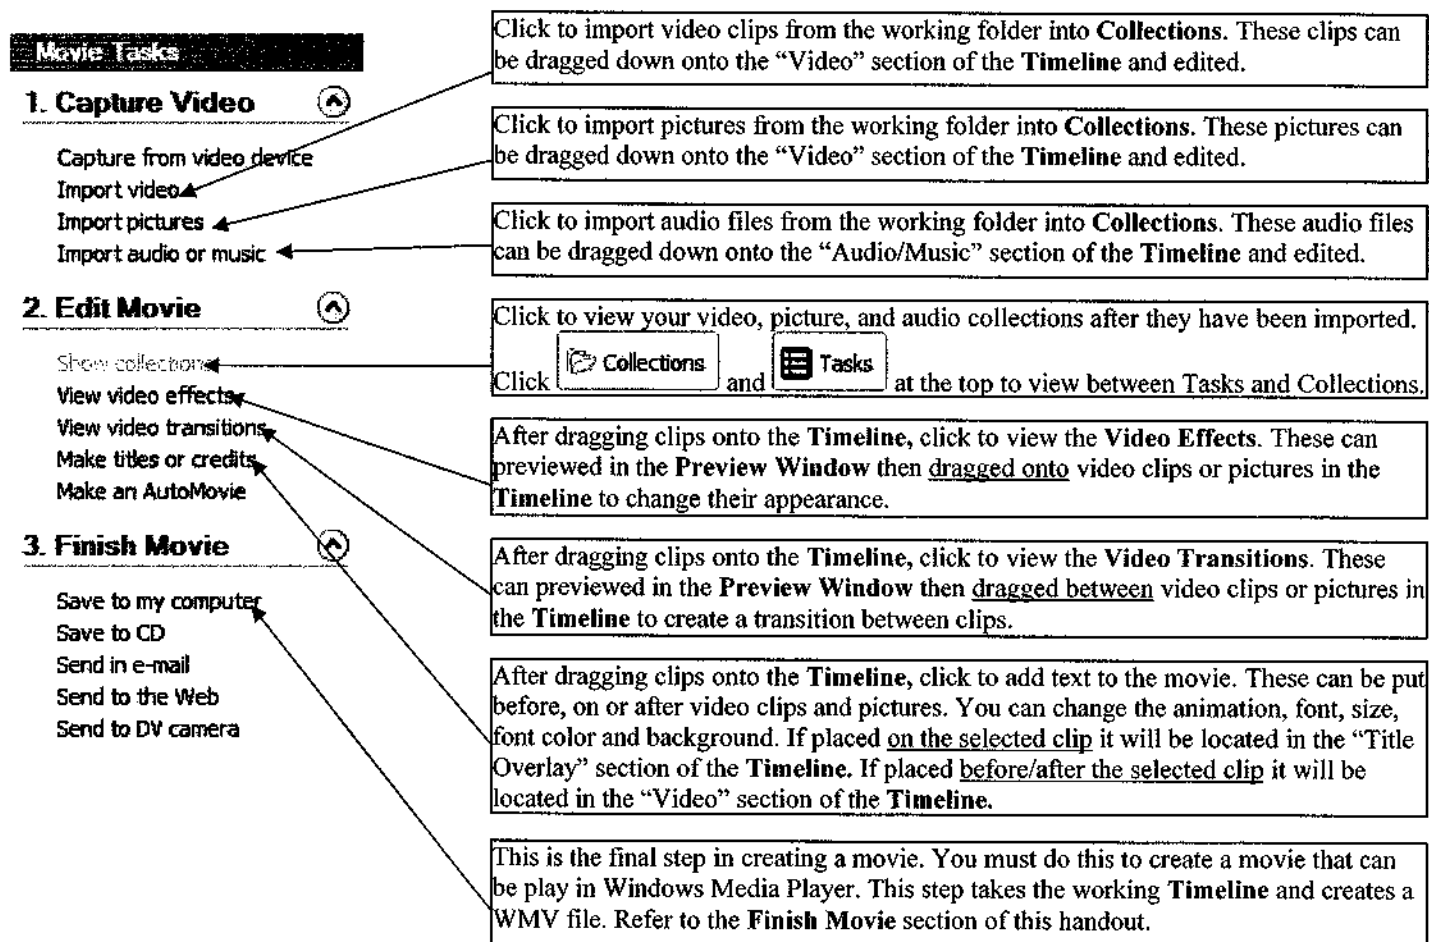 Movie Tasks
1. Capture Video
Capture from video device
Import video
Import pictures
Import audio or music
2. Edit Movie
Show collections
View video effects
View video transitions
Make titles or credits
Make an AutoMovie
3. Finish Movie
Save to my computer
Save to CD
Send in e-mail
Send to the Web
Send to DV camera
Click to import video clips from the working folder into Collections. These clips can
be dragged down onto the “Video” section of the Timeline and edited.
Click to import pictures from the working folder into Collections. These pictures can
be dragged down onto the “Video” section of the Timeline and edited.
Click to import audio files from the working folder into Collections. These audio files
can be dragged down onto the “Audio/Music” section of the Timeline and edited.
Click to view your video, picture, and audio collections after they have been imported.
Click Collections and Tasks at the top to view between Tasks and Collections.
After dragging clips onto the Timeline, click to view the Video Effects. These can
previewed in the Preview Window then dragged onto video clips or pictures in the
Timeline to change their appearance.
After dragging clips onto the Timeline, click to view the Video Transitions. These
can previewed in the Preview Window then dragged between video clips or pictures in
the Timeline to create a transition between clips.
After dragging clips onto the Timeline, click to add text to the movie. These can be put
before, on or after video clips and pictures. You can change the animation, font, size,
font color and background. If placed on the selected clip it will be located in the “Title
Overlay” section of the Timeline. If placed before/after the selected clip it will be
located in the “Video” section of the Timeline.
This is the final step in creating a movie. You must do this to create a movie that can
be play in Windows Media Player. This step takes the working Timeline and creates a
WMV file. Refer to the Finish Movie section of this handout.